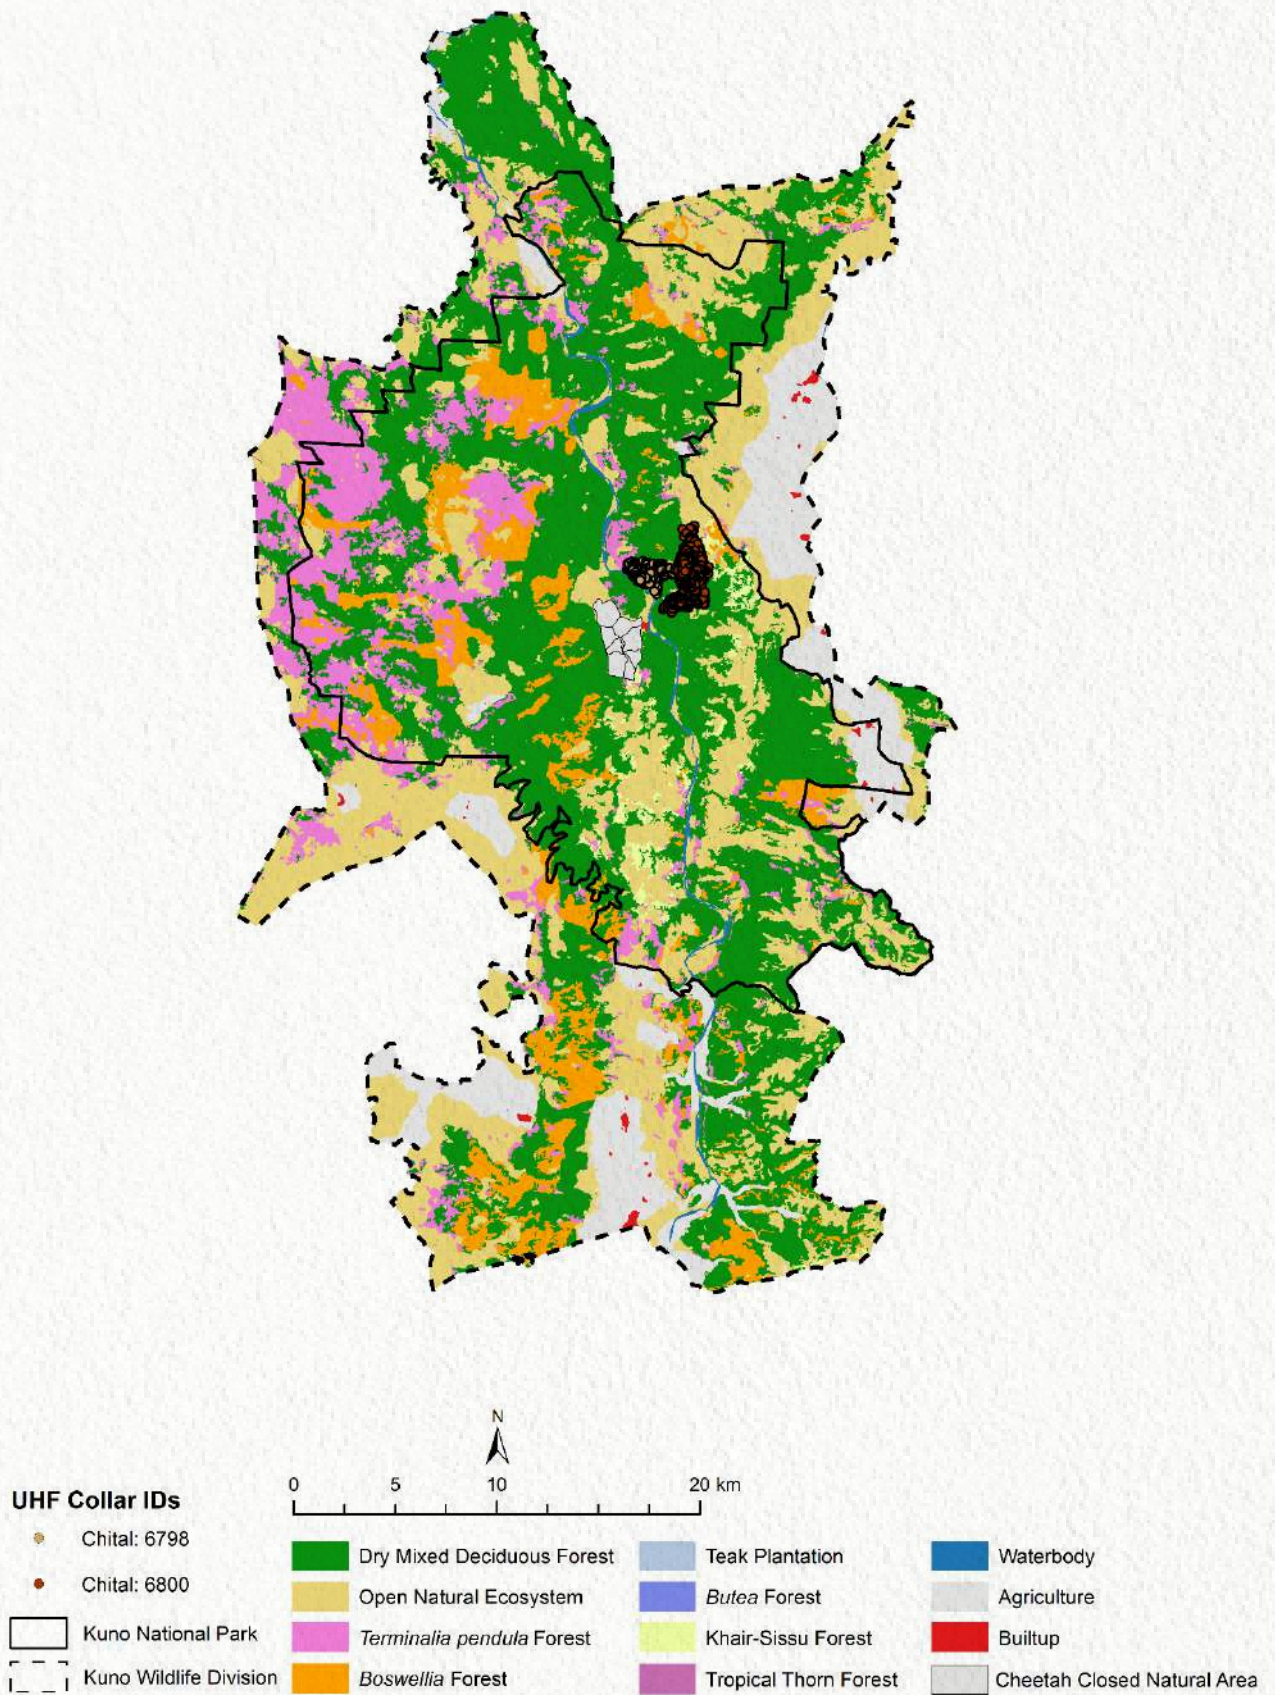 N
0 5 10 20 km
UHF Collar IDs
Chital: 6798
Chital: 6800
Kuno National Park
Kuno Wildlife Division
Dry Mixed Deciduous Forest
Open Natural Ecosystem
Terminalia pendula Forest
Boswellia Forest
Teak Plantation
Butea Forest
Khair-Sissu Forest
Tropical Thorn Forest
Waterbody
Agriculture
Builtup
Cheetah Closed Natural Area